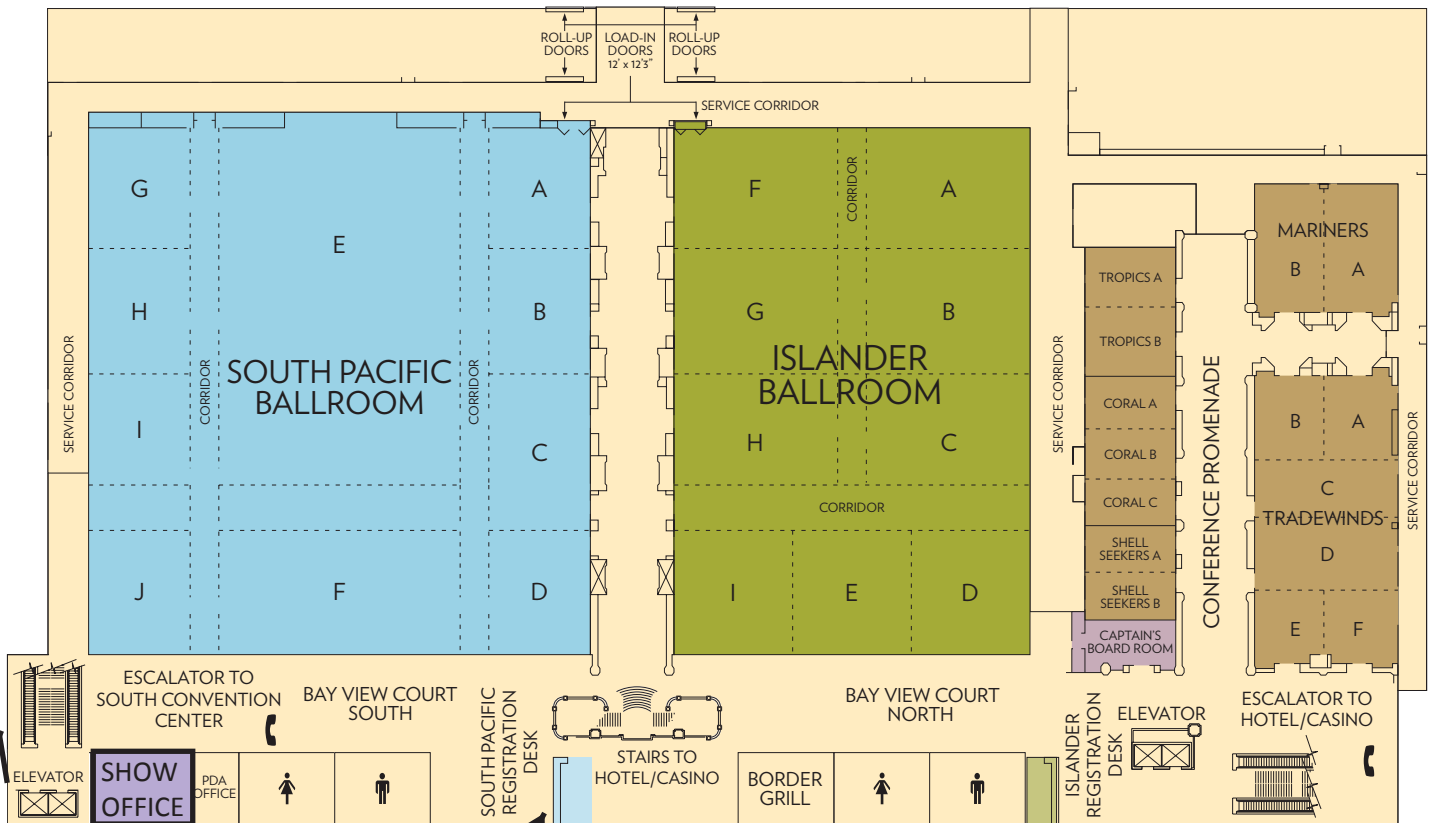 ROLL-UP
DOORS
LOAD-IN
DOORS
12' x 12'3"
ROLL-UP
DOORS
SERVICE CORRIDOR
G
E
A
H
B
I
C
J
F
D
CORRIDOR
CORRIDOR
SERVICE CORRIDOR
SOUTH PACIFIC
BALLROOM
F
CORRIDOR
A
G
B
ISLANDER
BALLROOM
H
C
CORRIDOR
I
E
D
SERVICE CORRIDOR
TROPICS A
TROPICS B
CORAL A
CORAL B
CORAL C
SHELL
SEEKERS A
SHELL
SEEKERS B
CAPTAIN'S
BOARD ROOM
CONFERENCE PROMENADE
MARINERS
B
A
B
A
C
TRADEWINDS
D
E
F
SERVICE CORRIDOR
ESCALATOR TO
SOUTH CONVENTION
CENTER
BAY VIEW COURT
SOUTH
SOUTH PACIFIC
REGISTRATION
DESK
STAIRS TO
HOTEL/CASINO
BAY VIEW COURT
NORTH
ISLANDER
REGISTRATION
DESK
ELEVATOR
ESCALATOR TO
HOTEL/CASINO
ELEVATOR
SHOW
OFFICE
PDA
OFFICE
BORDER
GRILL